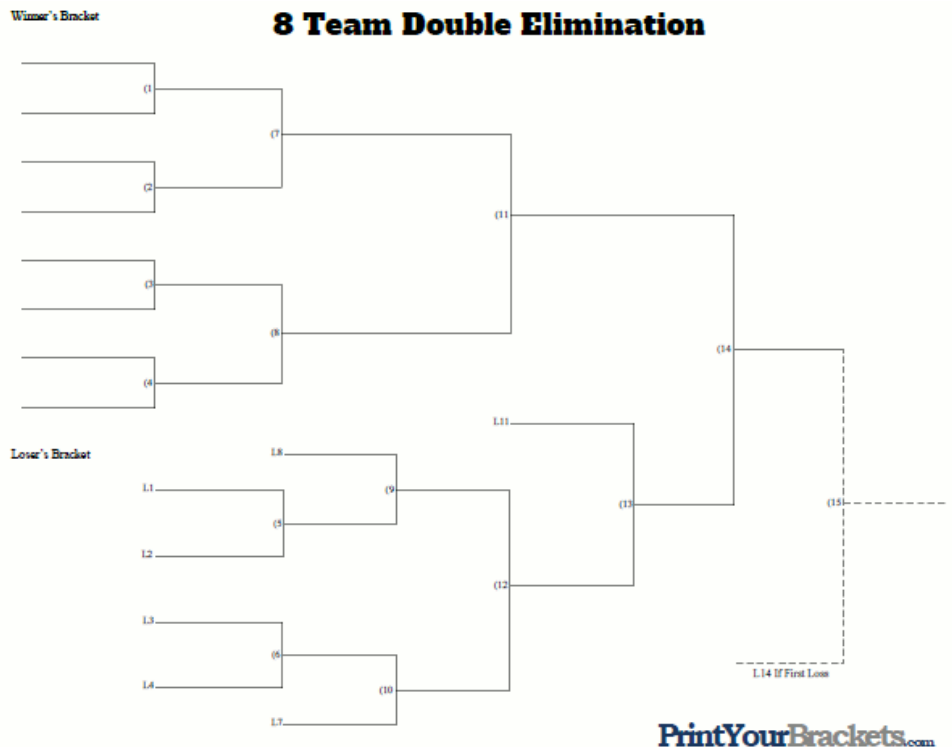 Winner's Bracket
8 Team Double Elimination
(1
(7
(2
(11
(3
(8
(14
(4
L11
Loser's Bracket
L8
L1
(9
(15
(13
(5
L2
(12
L3
(6
L14 If First Loss
L4
(10
L7
PrintYourBrackets.com